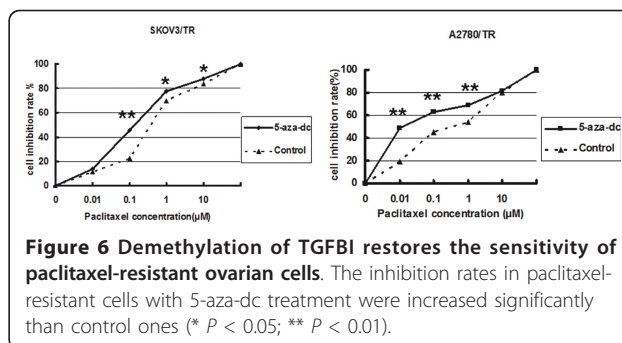 SKOV3/TR
cell inhibition rate %
100
80
60
40
20
0
**
*
*
5-aza-dc
Control
0 0.01 0.1 1 10
Paclitaxel concentration(μM)
A2780/TR
cell inhibition rate(%)
100
80
60
40
20
0
**
**
**
5-aza-dc
Control
0 0.01 0.1 1 10
Paclitaxel concentration (μM)
Figure 6 Demethylation of TGFBI restores the sensitivity of
paclitaxel-resistant ovarian cells. The inhibition rates in paclitaxel-
resistant cells with 5-aza-dc treatment were increased significantly
than control ones (* P < 0.05; ** P < 0.01).